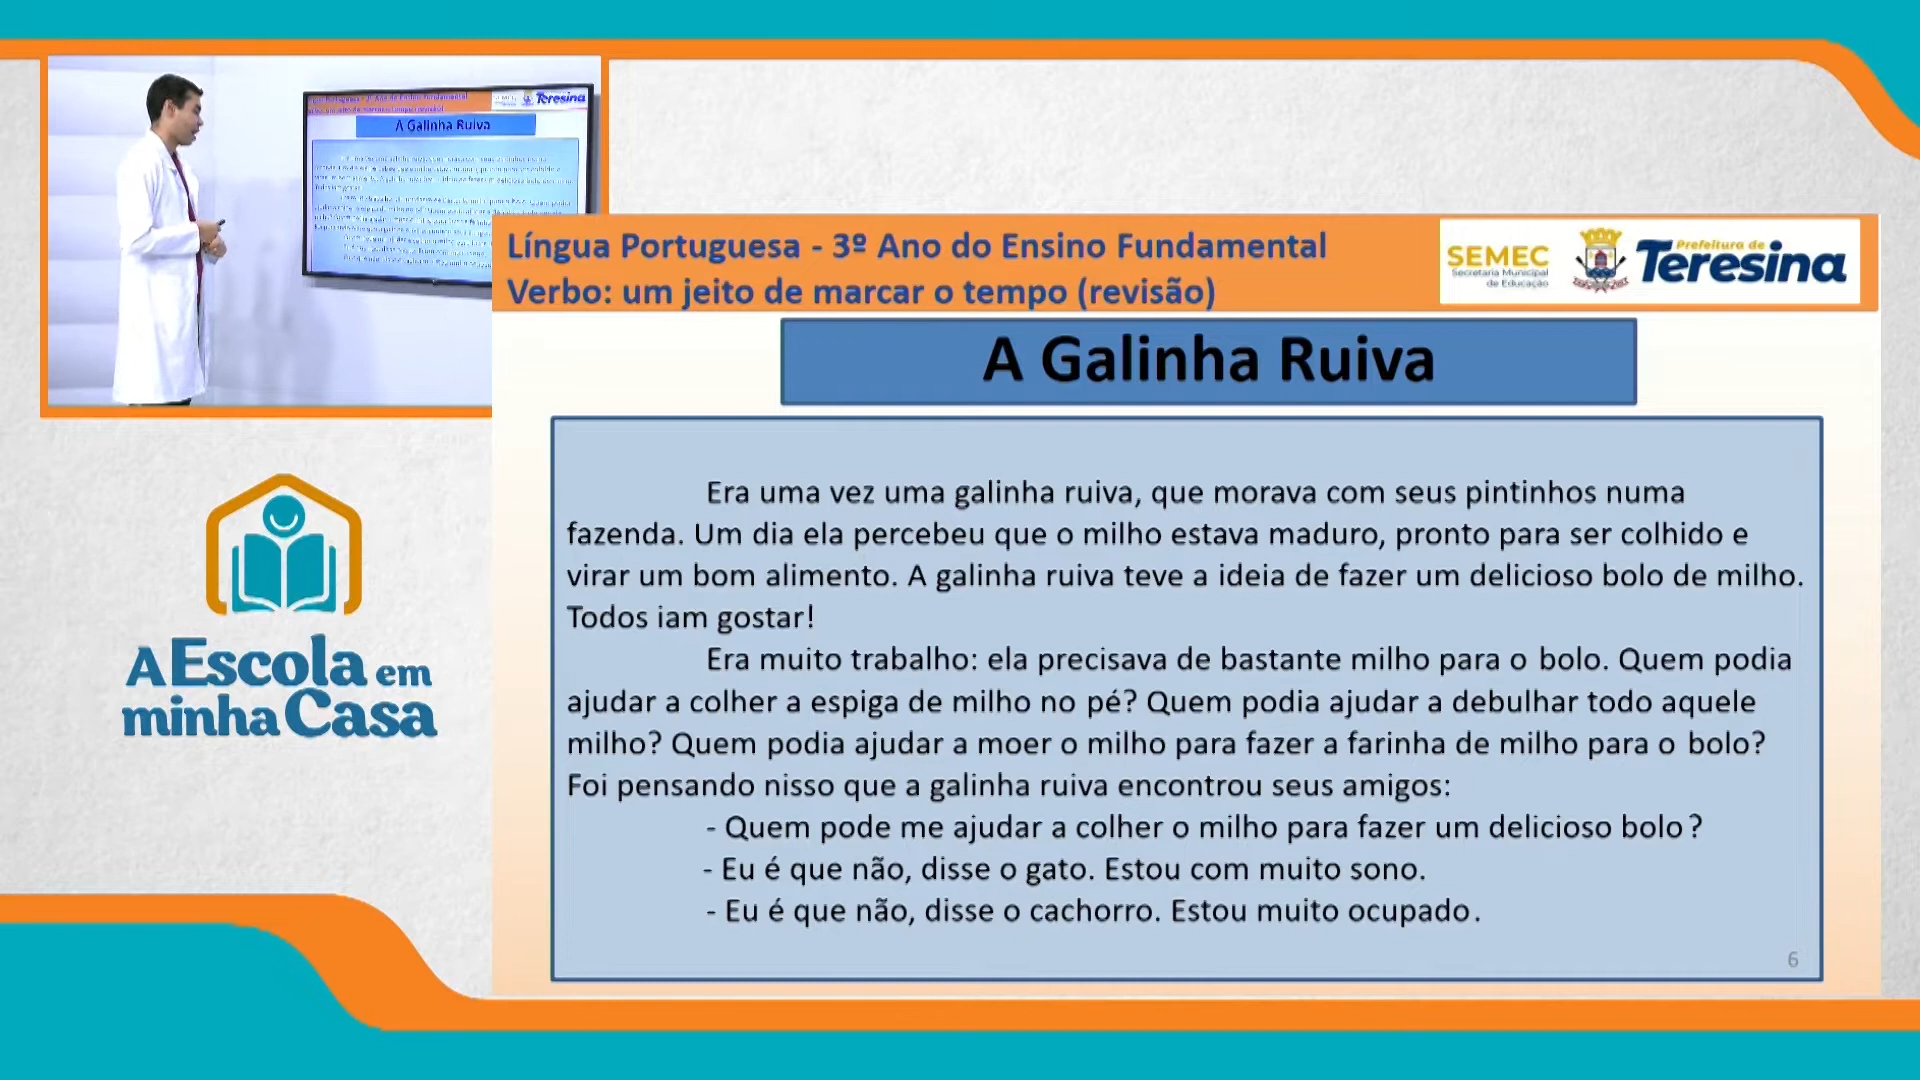 Teresina
A Galinha Ruiva
Língua Portuguesa - 3º Ano do Ensino Fundamental
Verbo: um jeito de marcar o tempo (revisão)
SEMEC
Secretaria Municipal
de Educação
Prefeitura de
Teresina
A Galinha Ruiva
Era uma vez uma galinha ruiva, que morava com seus pintinhos numa
fazenda. Um dia ela percebeu que o milho estava maduro, pronto para ser colhido e
virar um bom alimento. A galinha ruiva teve a ideia de fazer um delicioso bolo de milho.
Todos iam gostar!
Era muito trabalho: ela precisava de bastante milho para o bolo. Quem podia
ajudar a colher a espiga de milho no pé? Quem podia ajudar a debulhar todo aquele
milho? Quem podia ajudar a moer o milho para fazer a farinha de milho para o bolo?
Foi pensando nisso que a galinha ruiva encontrou seus amigos:
- Quem pode me ajudar a colher o milho para fazer um delicioso bolo?
- Eu é que não, disse o gato. Estou com muito sono.
- Eu é que não, disse o cachorro. Estou muito ocupado.
6
A Escola em
minha Casa